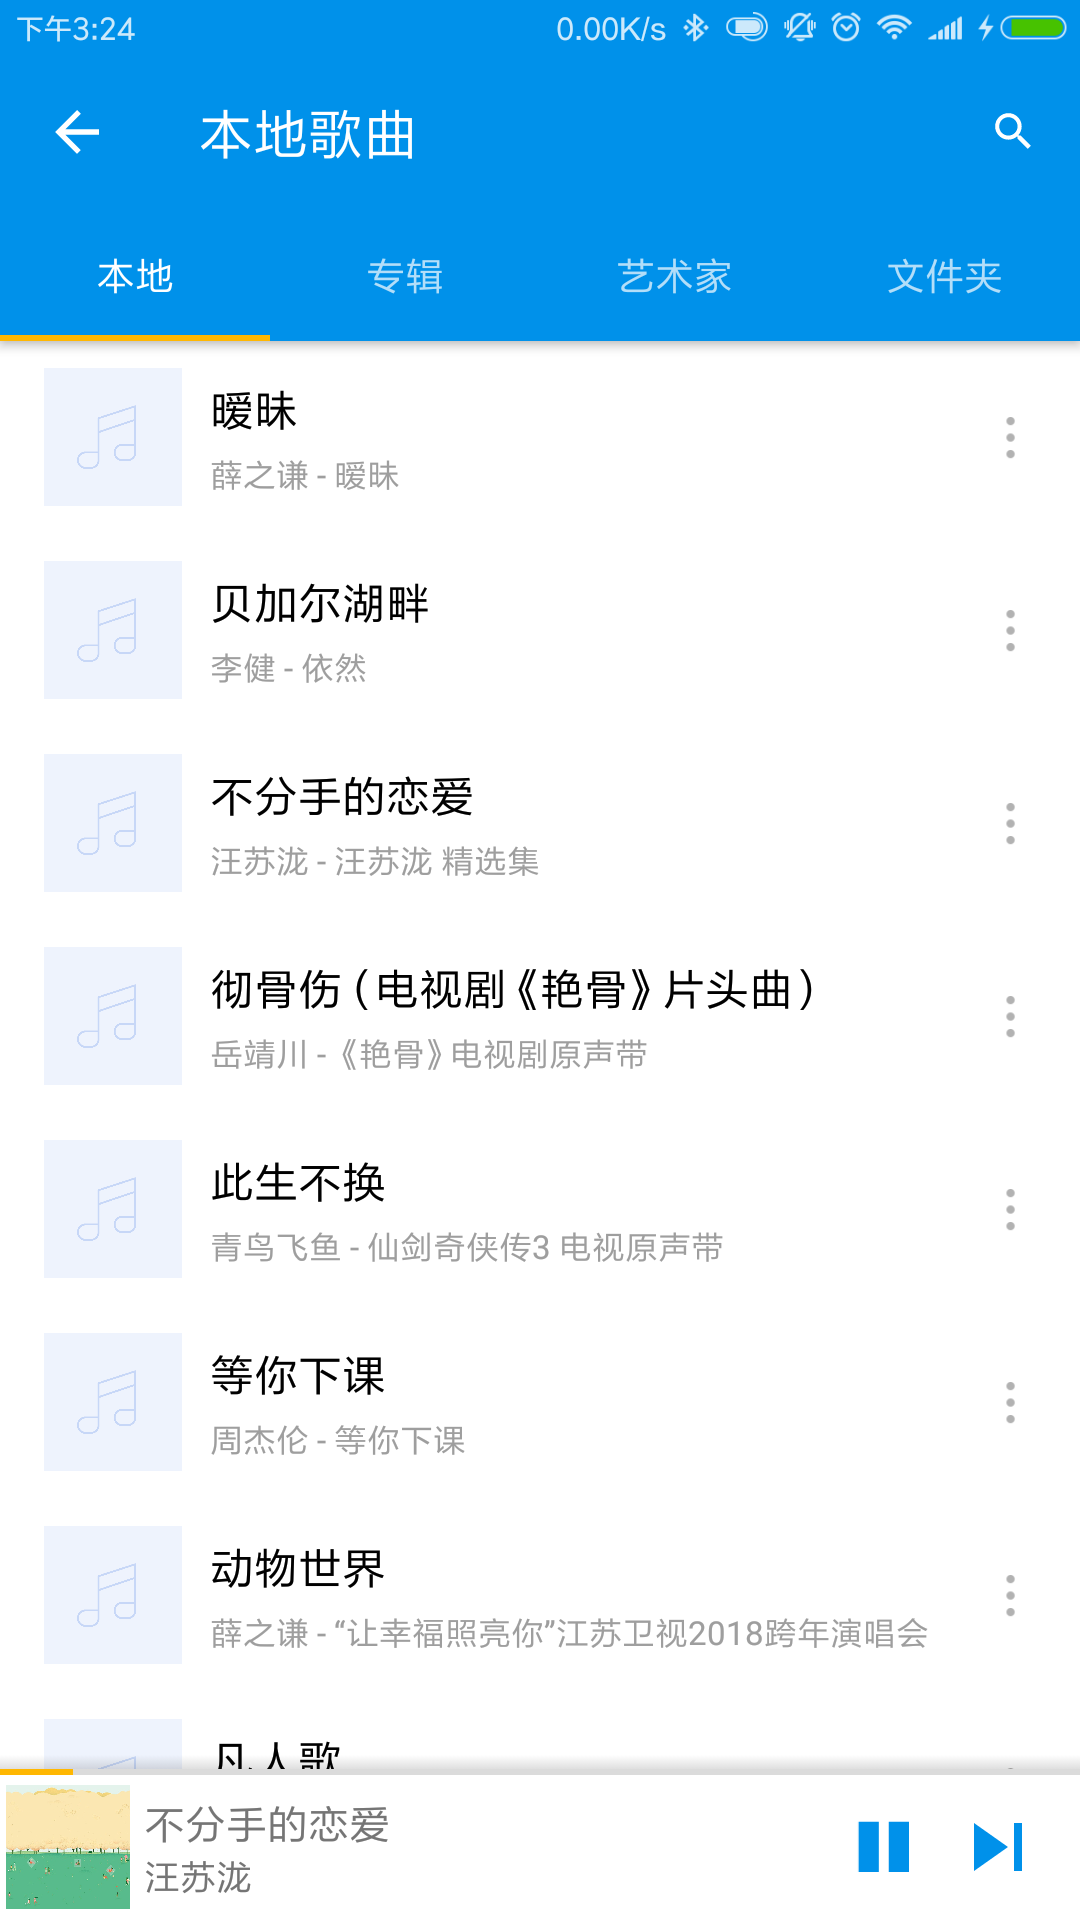 下午3:24 0.00K/s
本地歌曲
本地 专辑 艺术家 文件夹
暧昧
薛之谦 - 暧昧
贝加尔湖畔
李健 - 依然
不分手的恋爱
汪苏泷 - 汪苏泷 精选集
彻骨伤（电视剧《艳骨》片头曲）
岳靖川 -《艳骨》电视剧原声带
此生不换
青鸟飞鱼 - 仙剑奇侠传3 电视原声带
等你下课
周杰伦 - 等你下课
动物世界
薛之谦 - “让幸福照亮你”江苏卫视2018跨年演唱会
凡人歌
不分手的恋爱
汪苏泷